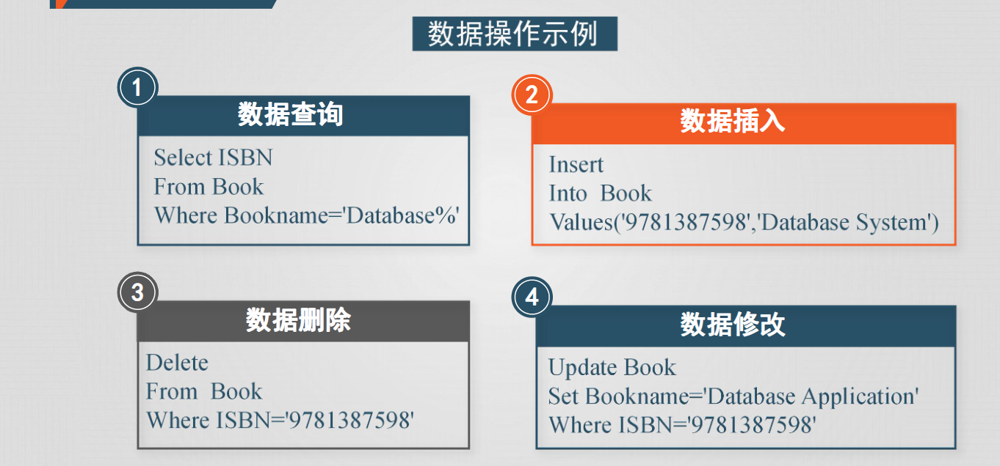 数据操作示例
1
数据查询
Select ISBN
From Book
Where Bookname='Database%'
2
数据插入
Insert
Into Book
Values('9781387598','Database System')
3
数据删除
Delete
From Book
Where ISBN='9781387598'
4
数据修改
Update Book
Set Bookname='Database Application'
Where ISBN='9781387598'